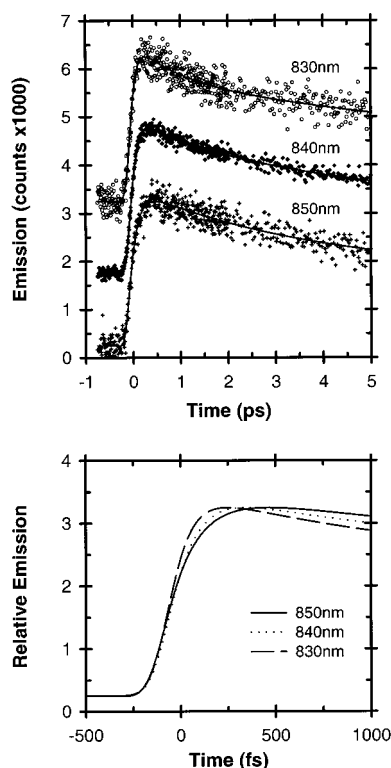 7
6
5
4
3
2
1
0
Emission (counts x1000)
830nm
840nm
850nm
-1 0 1 2 3 4 5
Time (ps)
4
3
2
1
0
Relative Emission
850nm
840nm
830nm
-500 0 500 1000
Time (fs)